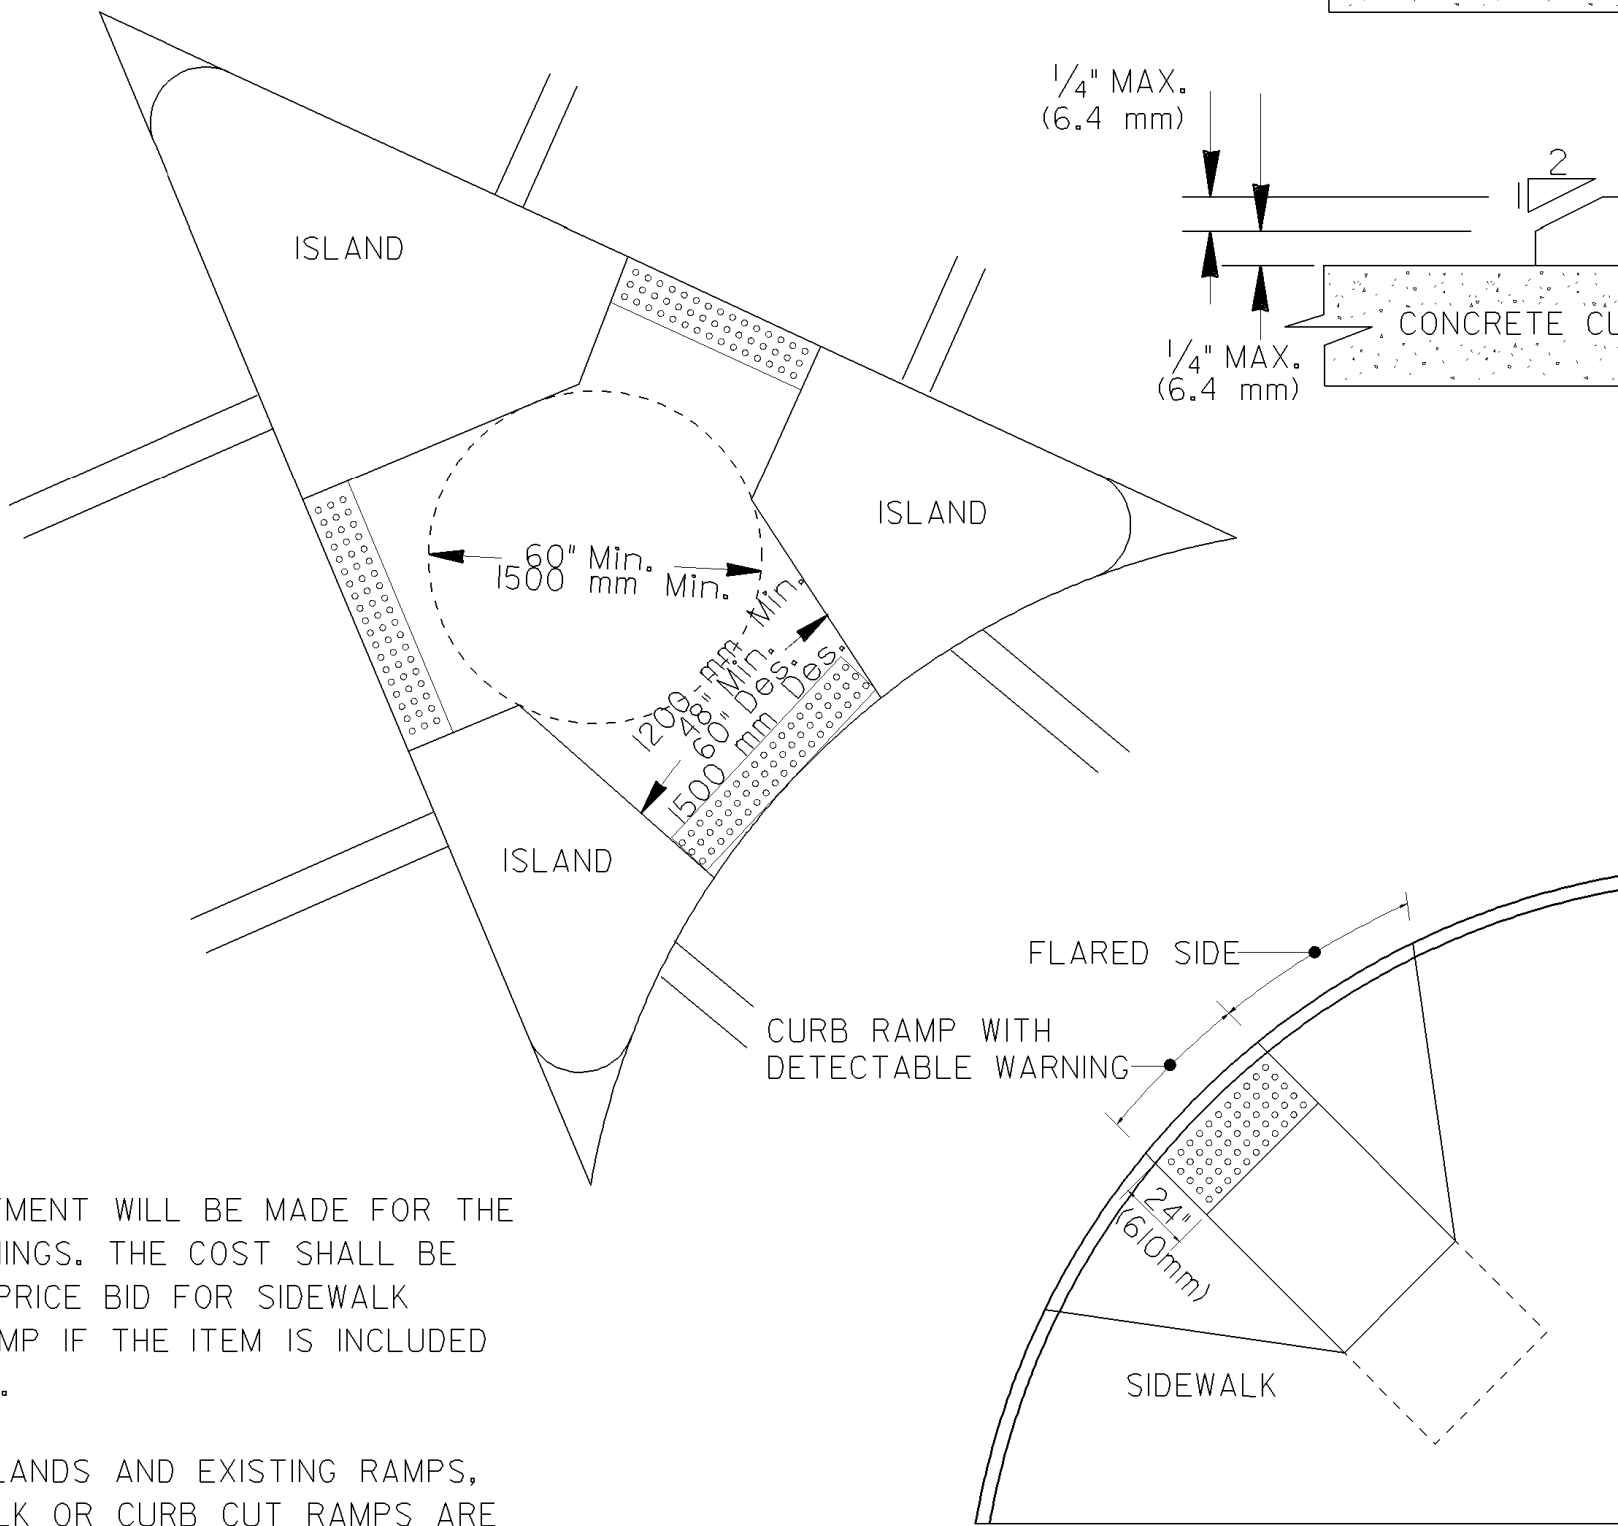 1/4" MAX.
(6.4 mm)
2
1
ISLAND
CONCRETE CU
1/4" MAX.
(6.4 mm)
ISLAND
60" Min.
1500 mm Min.
1200 mm Min.
48" Min.
60" Des.
1500 mm Des.
ISLAND
FLARED SIDE
CURB RAMP WITH
DETECTABLE WARNING
24"
(610mm)
SIDEWALK
YMENT WILL BE MADE FOR THE
NINGS. THE COST SHALL BE
PRICE BID FOR SIDEWALK
MP IF THE ITEM IS INCLUDED
.
LANDS AND EXISTING RAMPS,
LK OR CURB CUT RAMPS ARE